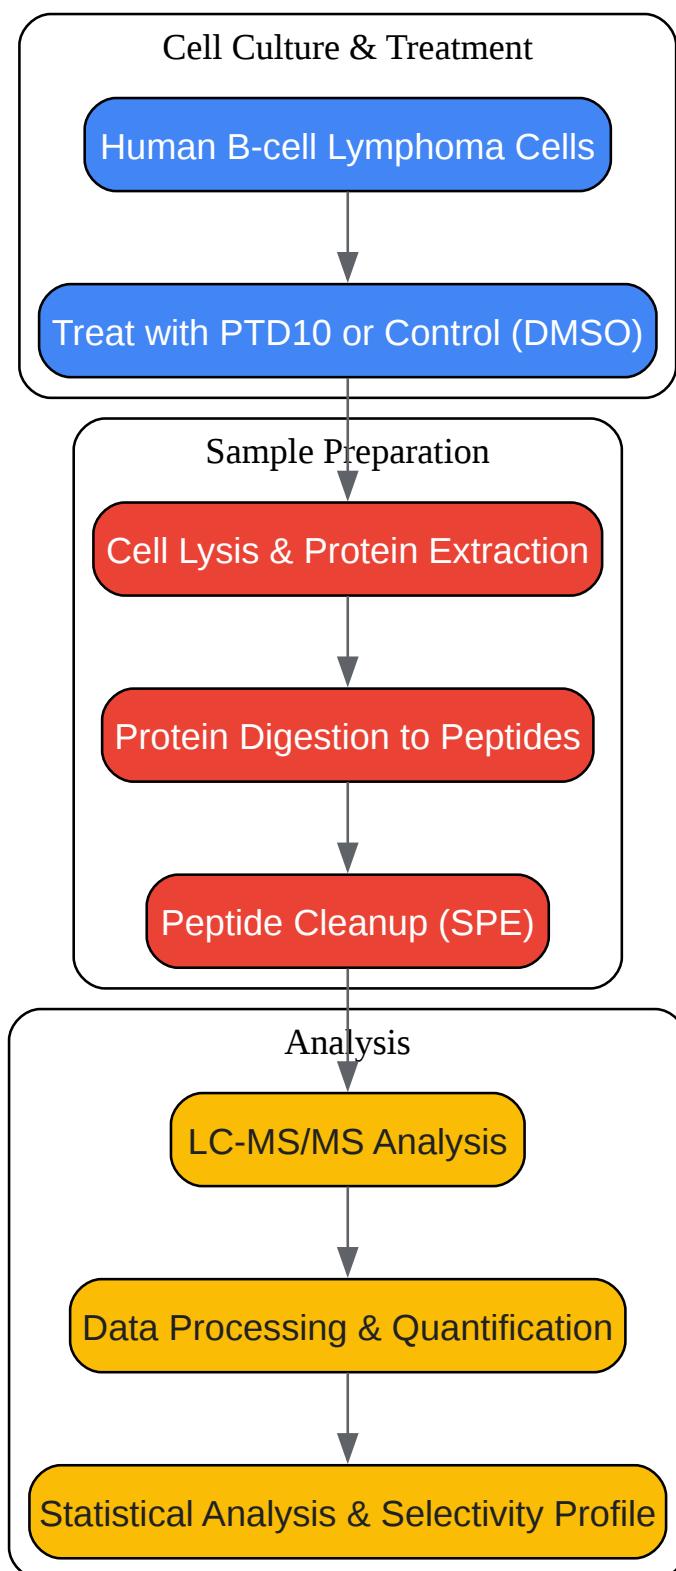 Cell Culture & Treatment
Human B-cell Lymphoma Cells
Treat with PTD10 or Control (DMSO)
Sample Preparation
Cell Lysis & Protein Extraction
Protein Digestion to Peptides
Peptide Cleanup (SPE)
Analysis
LC-MS/MS Analysis
Data Processing & Quantification
Statistical Analysis & Selectivity Profile